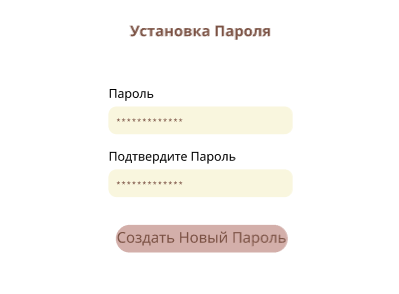 Установка Пароля
Пароль
*************
Подтвердите Пароль
*************
Создать Новый Пароль